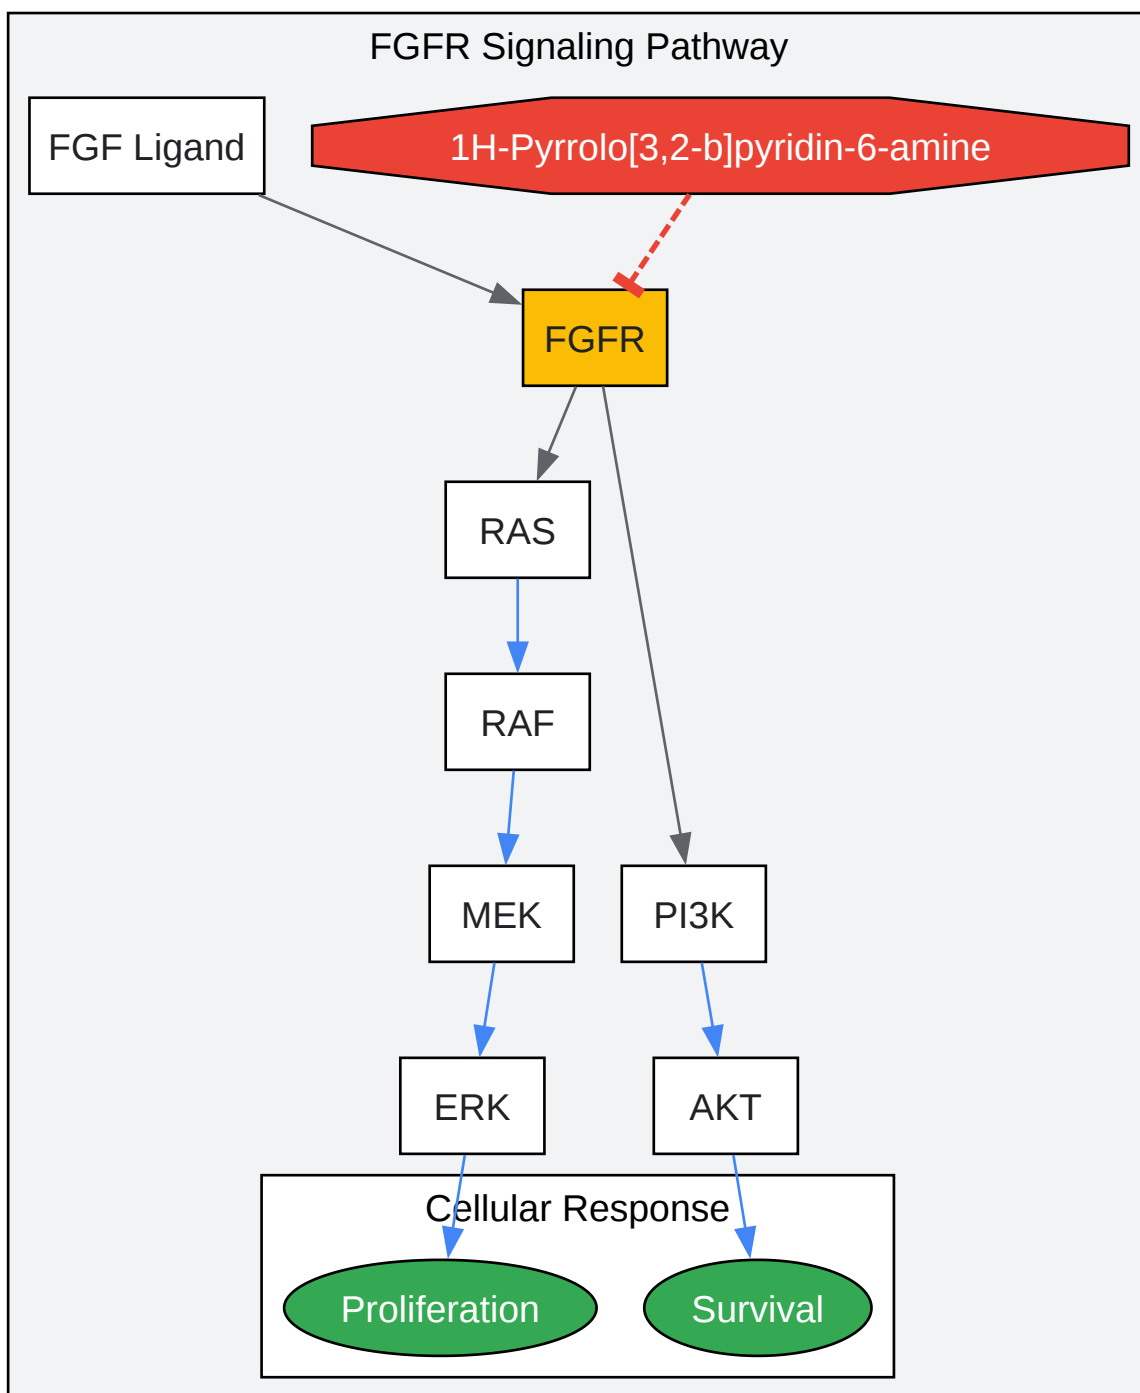 FGFR Signaling Pathway
FGF Ligand
1H-Pyrrolo[3,2-b]pyridin-6-amine
FGFR
RAS
RAF
MEK
PI3K
ERK
AKT
Cellular Response
Proliferation
Survival